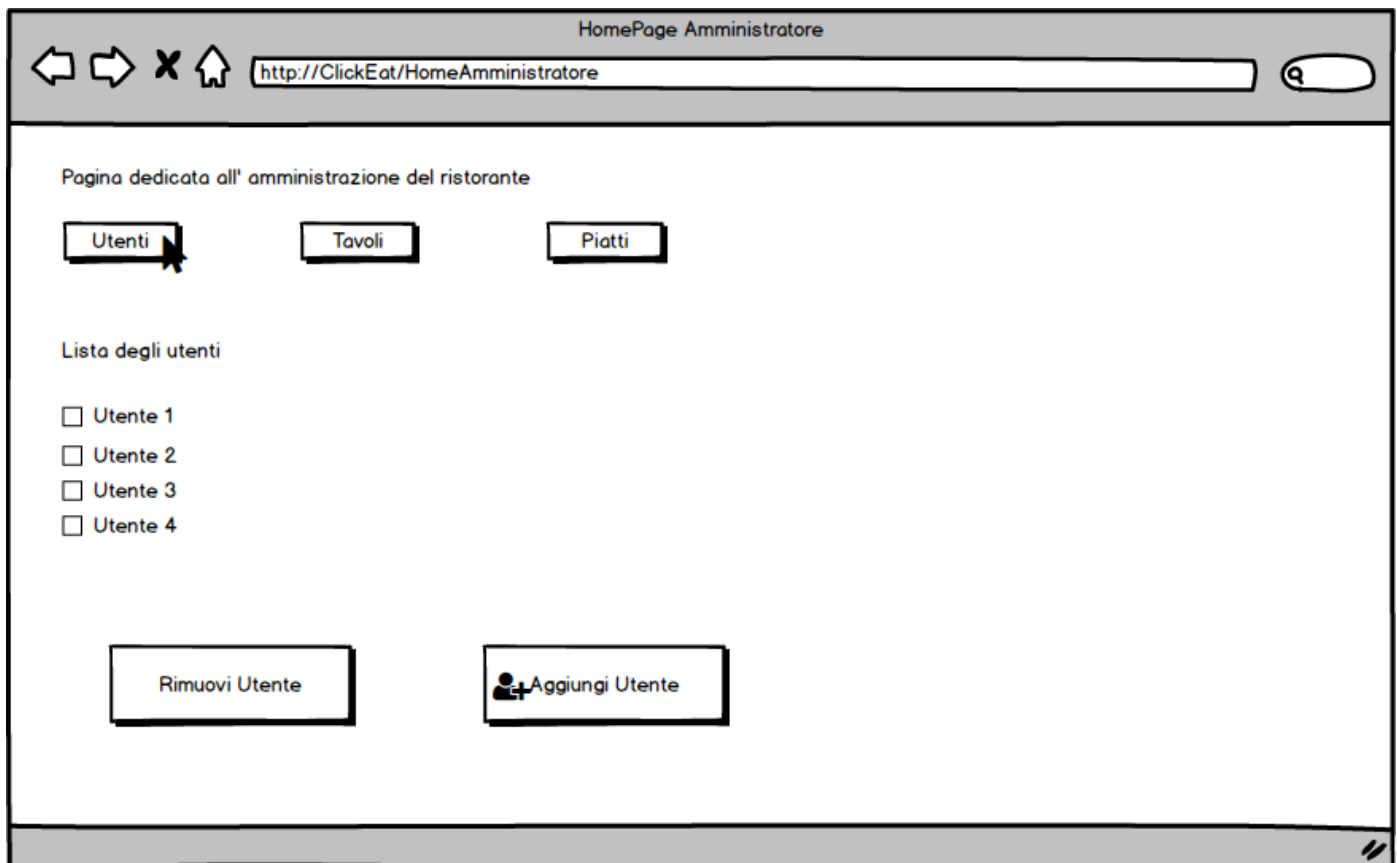 HomePage Amministratore
http://ClickEat/HomeAmministratore
Pagina dedicata all' amministrazione del ristorante
Utenti Tavoli Piatti
Lista degli utenti
Utente 1
Utente 2
Utente 3
Utente 4
Rimuovi Utente Aggiungi Utente